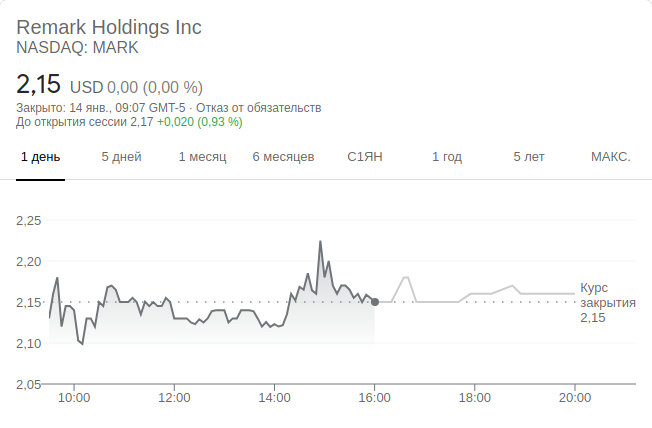 Remark Holdings Inc
NASDAQ: MARK
2,15 USD 0,00 (0,00 %)
Закрыто: 14 янв., 09:07 GMT-5 · Отказ от обязательств
До открытия сессии 2,17 +0,020 (0,93 %)
1 день 5 дней 1 месяц 6 месяцев С1ЯН 1 год 5 лет МАКС.
2,25
2,20
2,15
2,10
2,05
Курс
закрытия
2,15
10:00 12:00 14:00 16:00 18:00 20:00